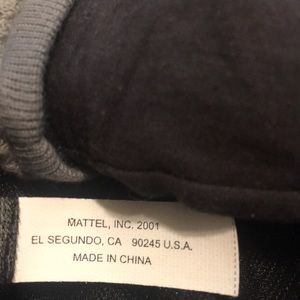 MATTEL, INC. 2001
EL SEGUNDO, CA 90245 U.S.A.
MADE IN CHINA